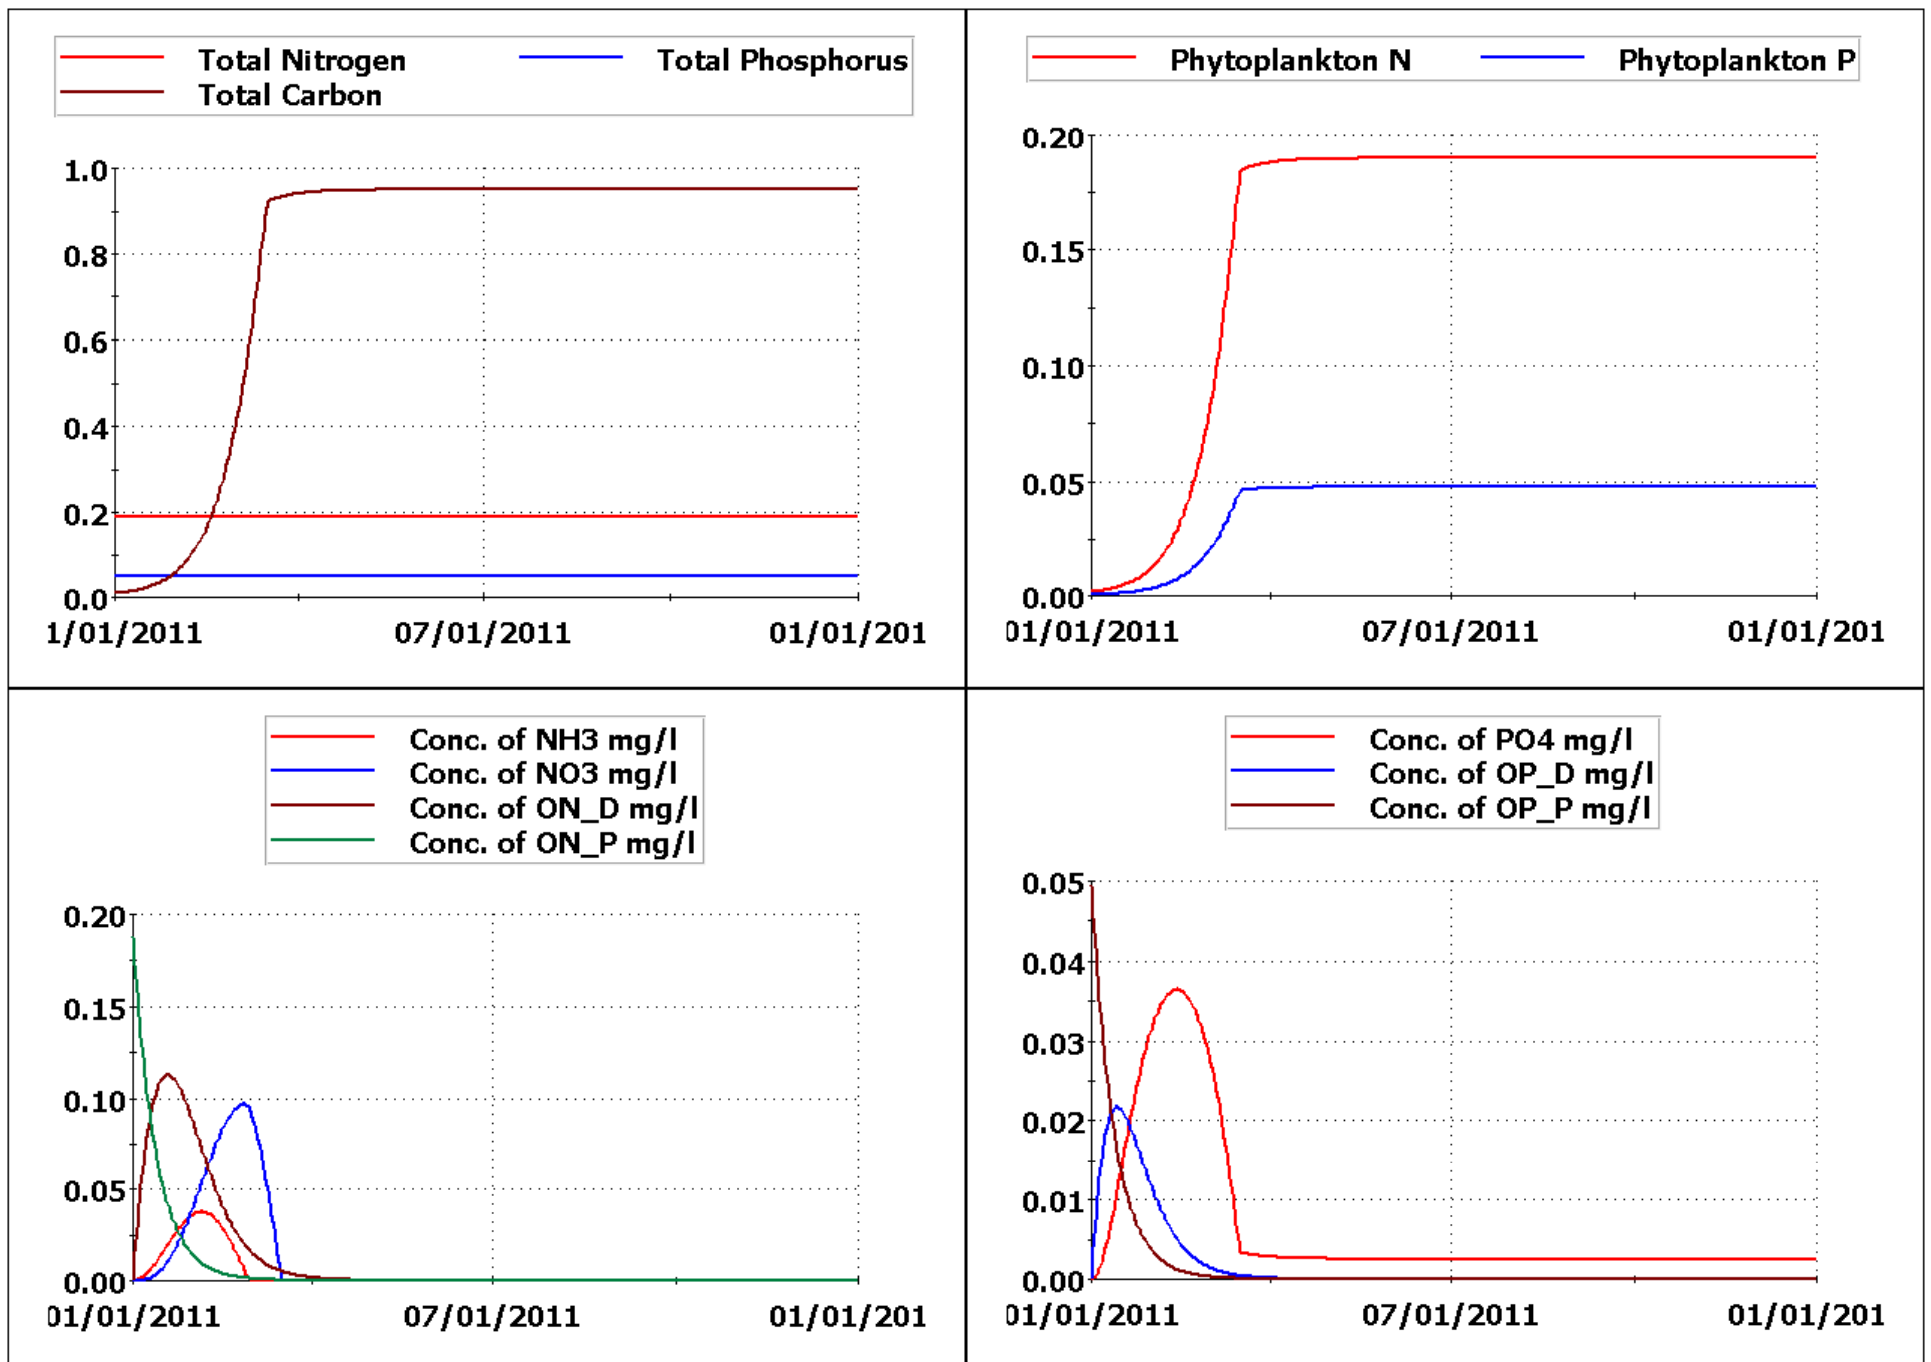 Total Nitrogen Total Phosphorus
Total Carbon
1.0
0.8
0.6
0.4
0.2
0.0
1/01/2011 07/01/2011 01/01/201
Phytoplankton N Phytoplankton P
0.20
0.15
0.10
0.05
0.00
01/01/2011 07/01/2011 01/01/201
Conc. of NH3 mg/l
Conc. of NO3 mg/l
Conc. of ON_D mg/l
Conc. of ON_P mg/l
0.20
0.15
0.10
0.05
0.00
01/01/2011 07/01/2011 01/01/201
Conc. of PO4 mg/l
Conc. of OP_D mg/l
Conc. of OP_P mg/l
0.05
0.04
0.03
0.02
0.01
0.00
01/01/2011 07/01/2011 01/01/201